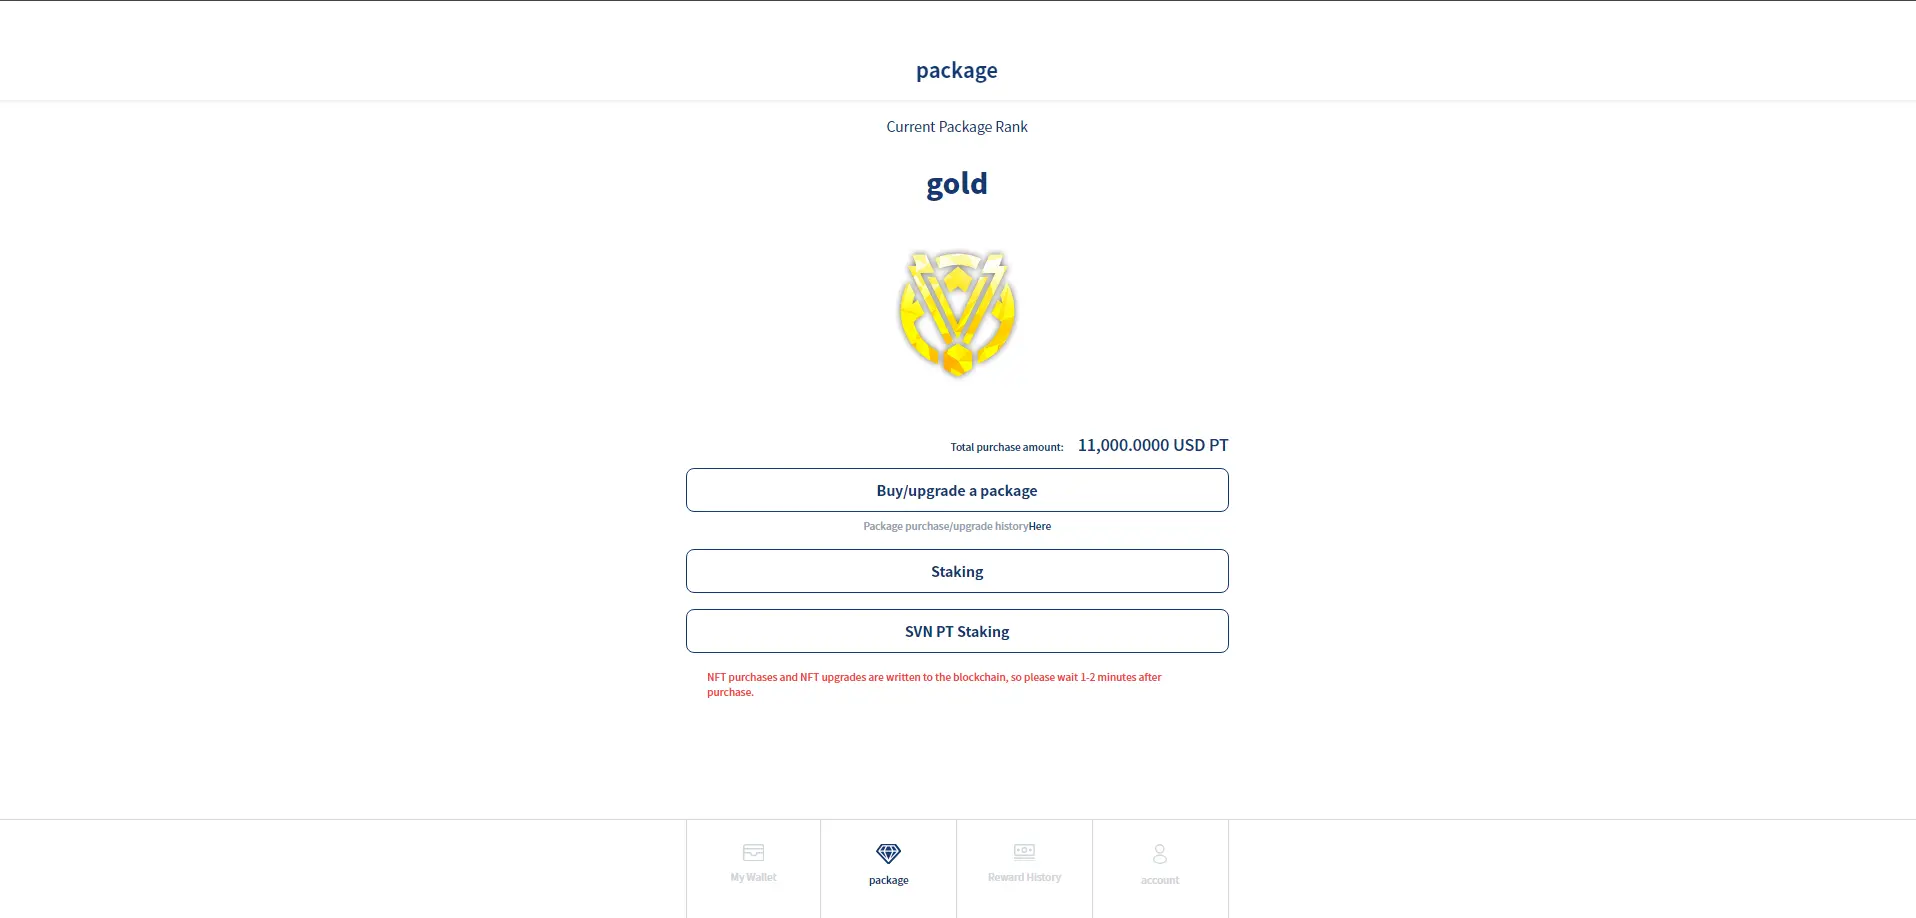 package
Current Package Rank
gold
Total purchase amount: 11,000.0000 USD PT
Buy/upgrade a package
Package purchase/upgrade historyHere
Staking
SVN PT Staking
NFT purchases and NFT upgrades are written to the blockchain, so please wait 1-2 minutes after
purchase.
My Wallet
package
Reward History
account